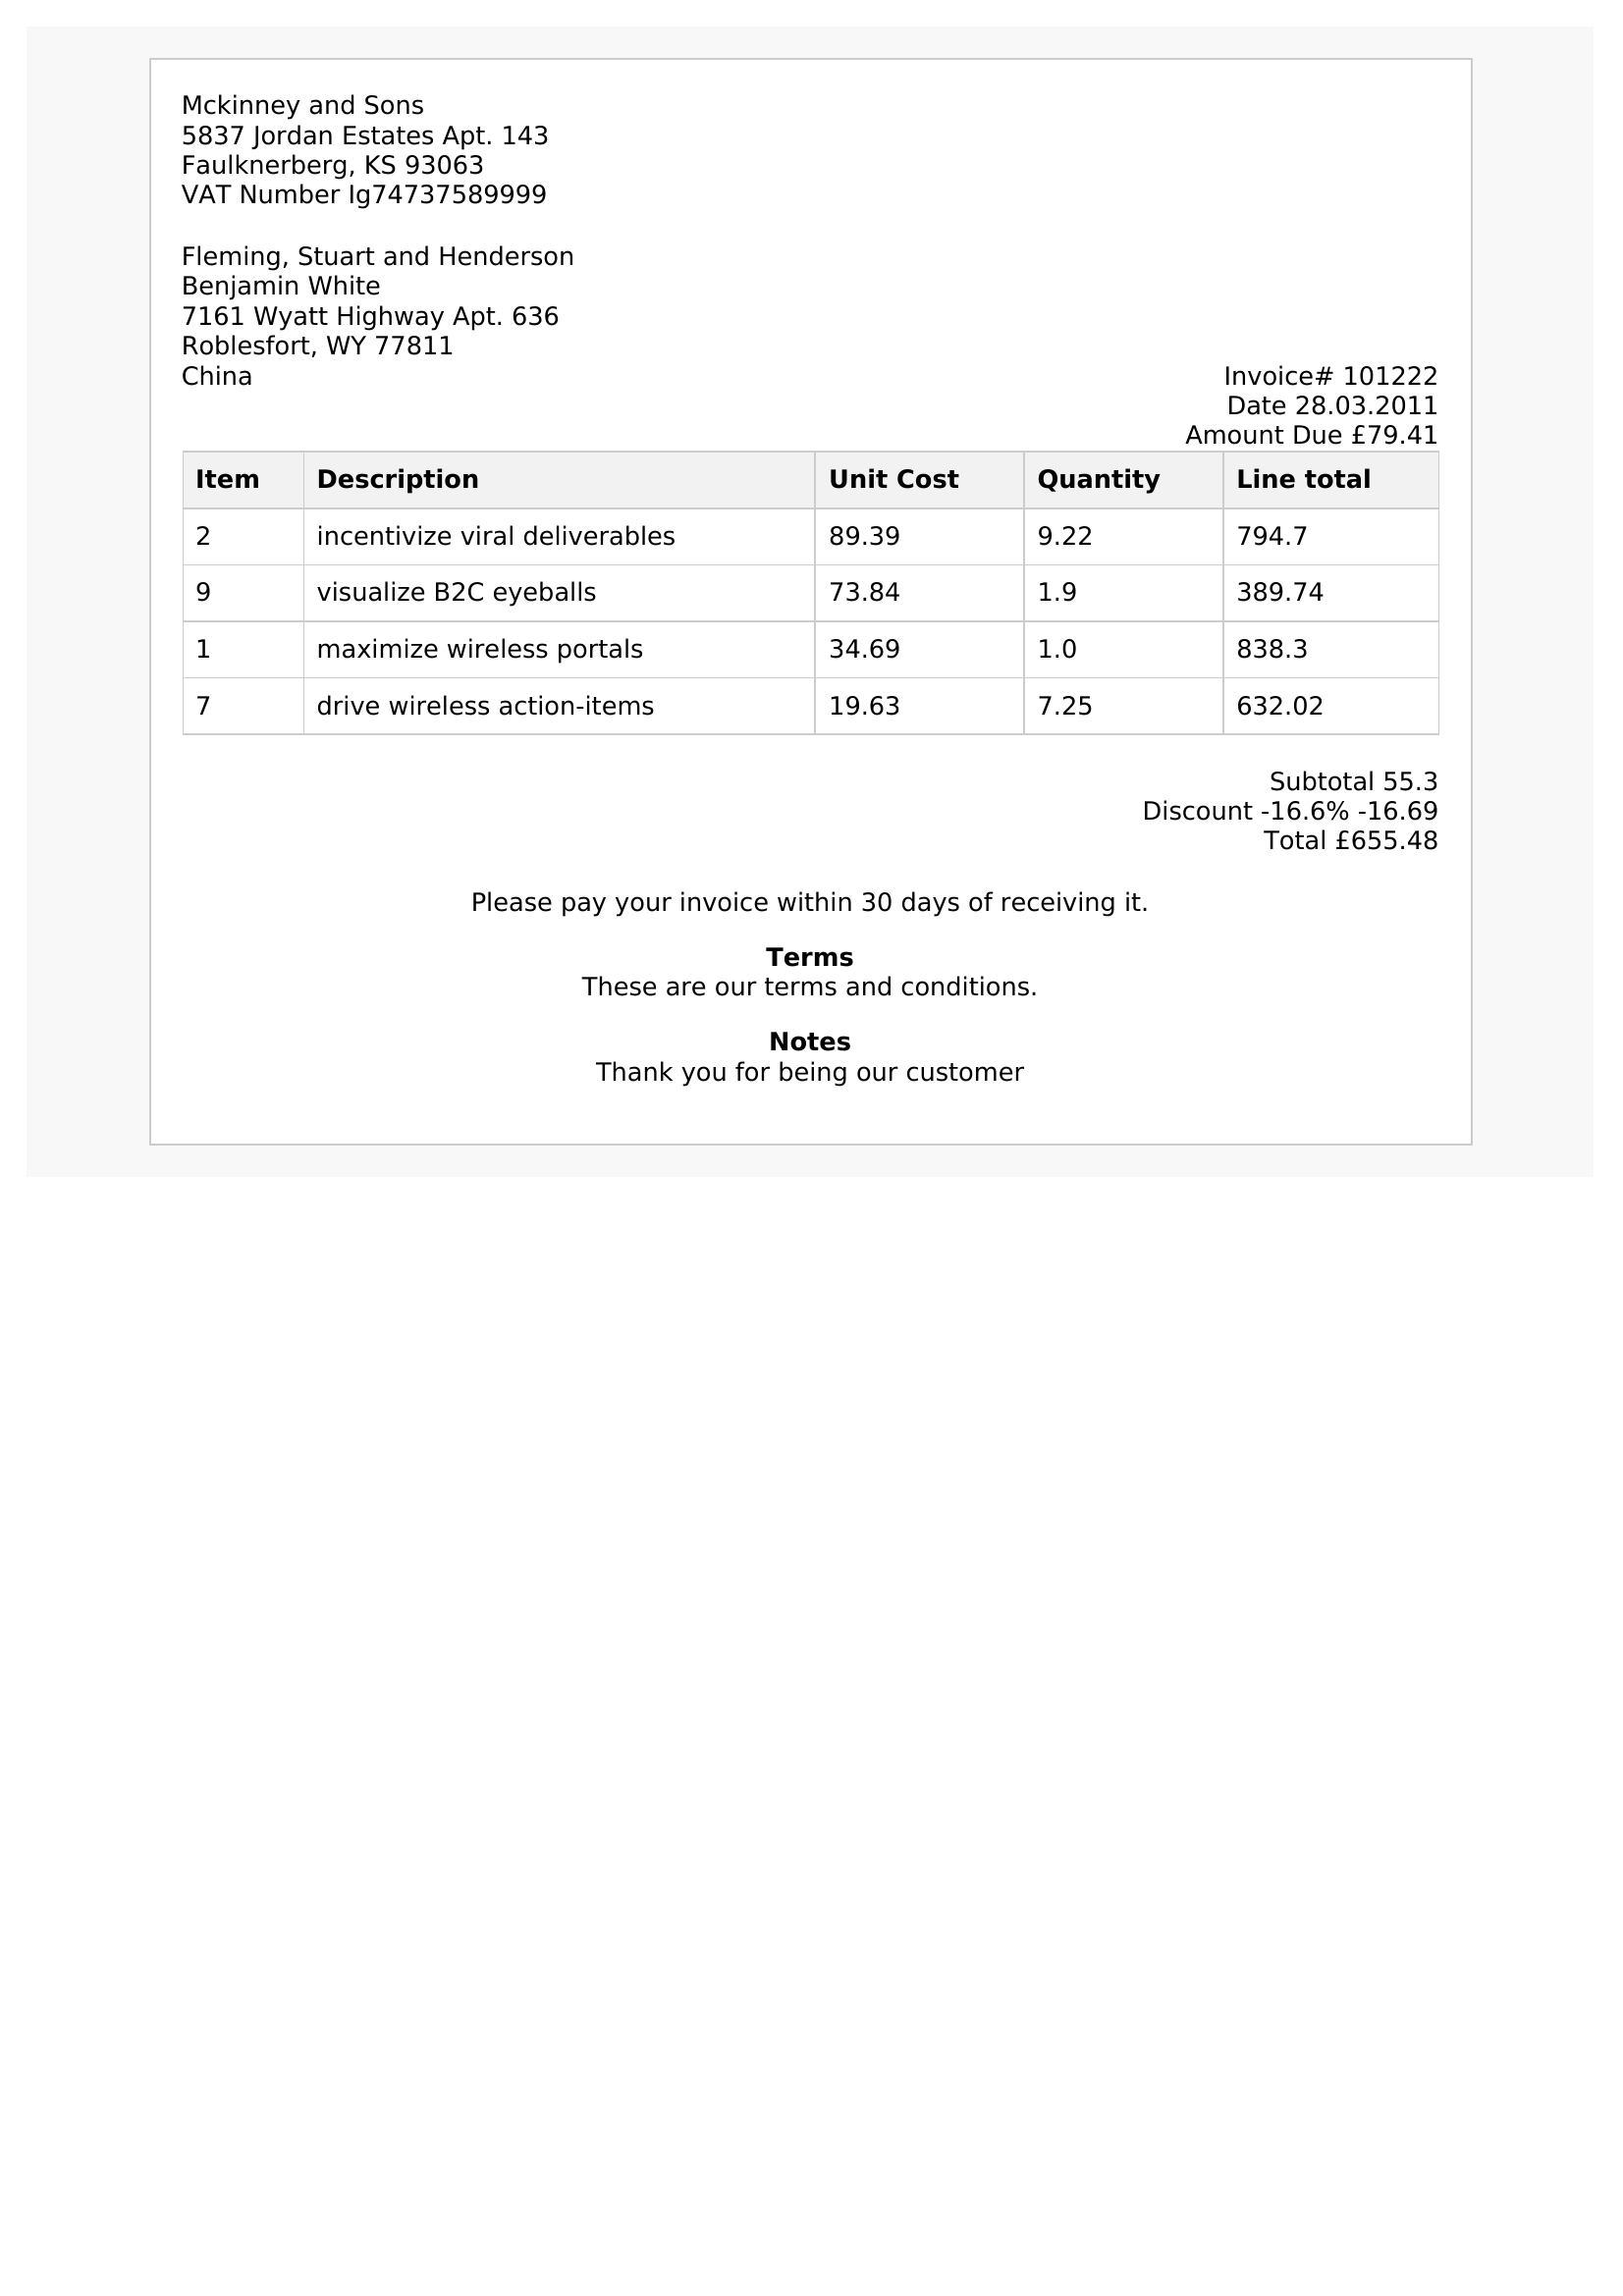 Mckinney and Sons
5837 Jordan Estates Apt. 143
Faulknerberg, KS 93063
VAT Number Ig74737589999
Fleming, Stuart and Henderson
Benjamin White
7161 Wyatt Highway Apt. 636
Roblesfort, WY 77811
China
Invoice# 101222
Date 28.03.2011
Amount Due £79.41
Item Description Unit Cost Quantity Line total
2 incentivize viral deliverables 89.39 9.22 794.7
9 visualize B2C eyeballs 73.84 1.9 389.74
1 maximize wireless portals 34.69 1.0 838.3
7 drive wireless action-items 19.63 7.25 632.02
Subtotal 55.3
Discount -16.6% -16.69
Total £655.48
Please pay your invoice within 30 days of receiving it.
Terms
These are our terms and conditions.
Notes
Thank you for being our customer